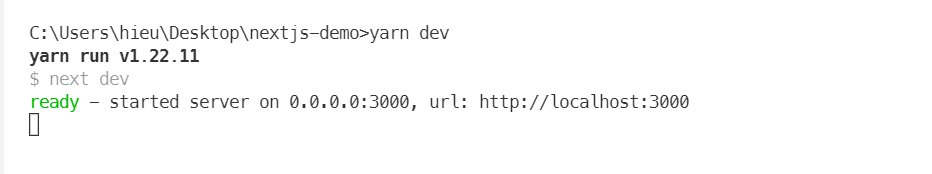 C:\Users\hieu\Desktop\nextjs-demo>yarn dev
yarn run v1.22.11
$ next dev
ready - started server on 0.0.0.0:3000, url: http://localhost:3000